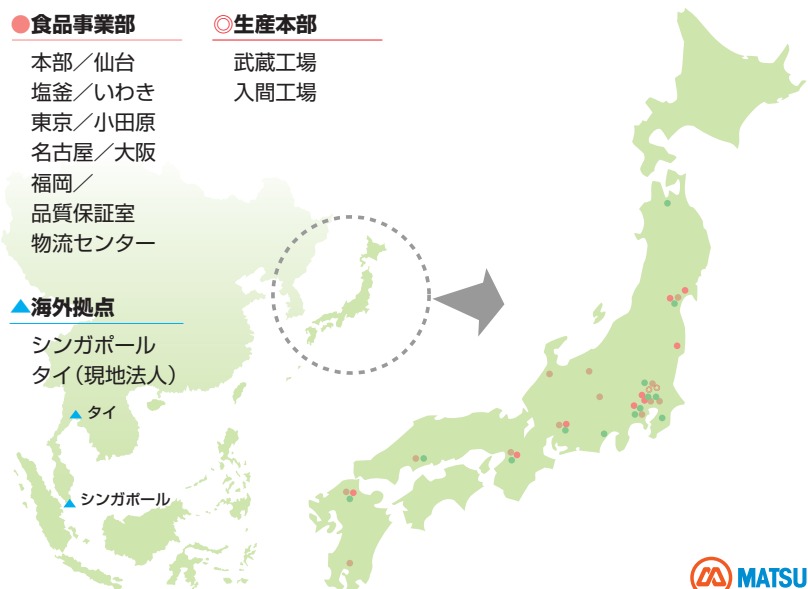 ●食品事業部
本部／仙台
塩釜／いわき
東京／小田原
名古屋／大阪
福岡／
品質保証室
物流センター
◎生産本部
武蔵工場
入間工場
▲海外拠点
シンガポール
タイ（現地法人）
タイ
シンガポール
MATSU